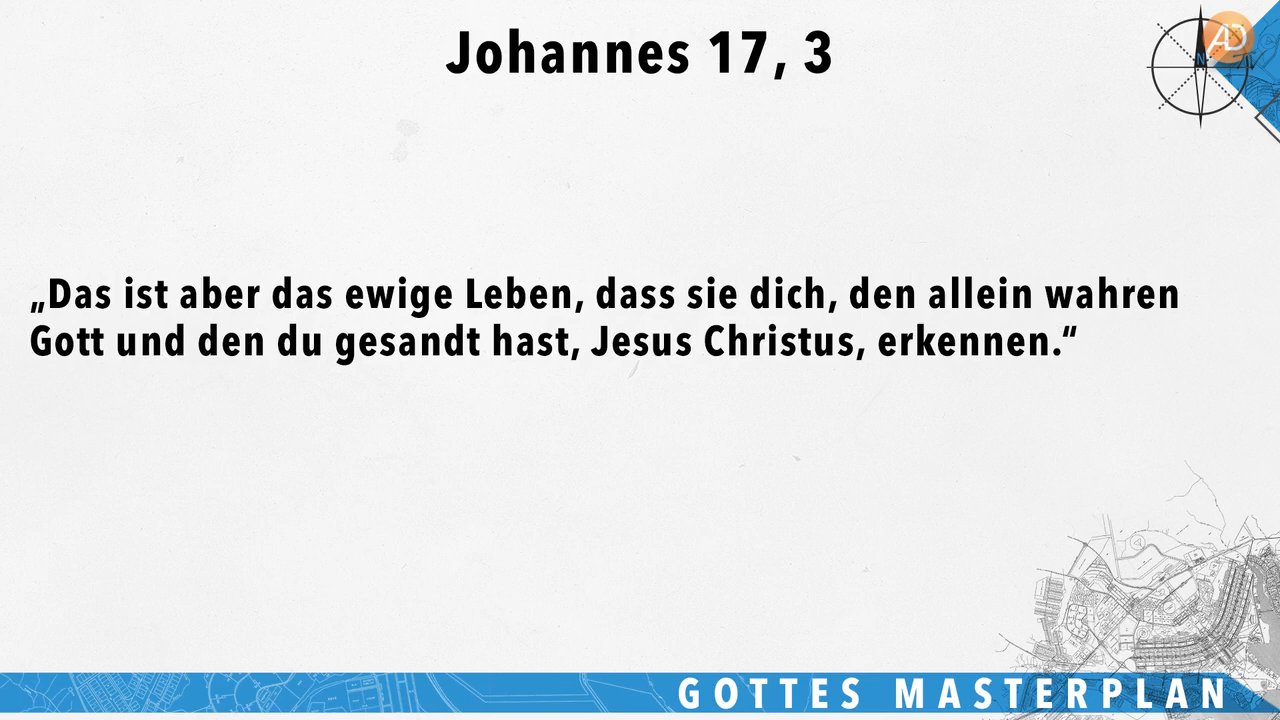 Johannes 17, 3
AD
N
„Das ist aber das ewige Leben, dass sie dich, den allein wahren
Gott und den du gesandt hast, Jesus Christus, erkennen.“
GOTTES MASTERPLAN